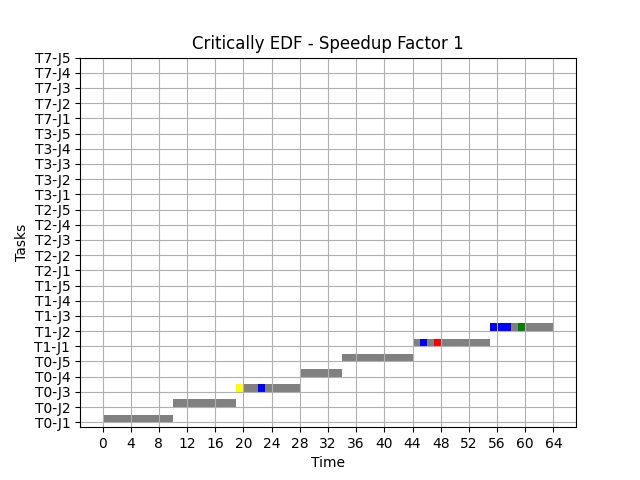 Critically EDF - Speedup Factor 1
T7-J5
T7-J4
T7-J3
T7-J2
T7-J1
T3-J5
T3-J4
T3-J3
T3-J2
T3-J1
T2-J5
T2-J4
T2-J3
T2-J2
T2-J1
T1-J5
T1-J4
T1-J3
T1-J2
T1-J1
T0-J5
T0-J4
T0-J3
T0-J2
T0-J1
Tasks
0 4 8 12 16 20 24 28 32 36 40 44 48 52 56 60 64
Time